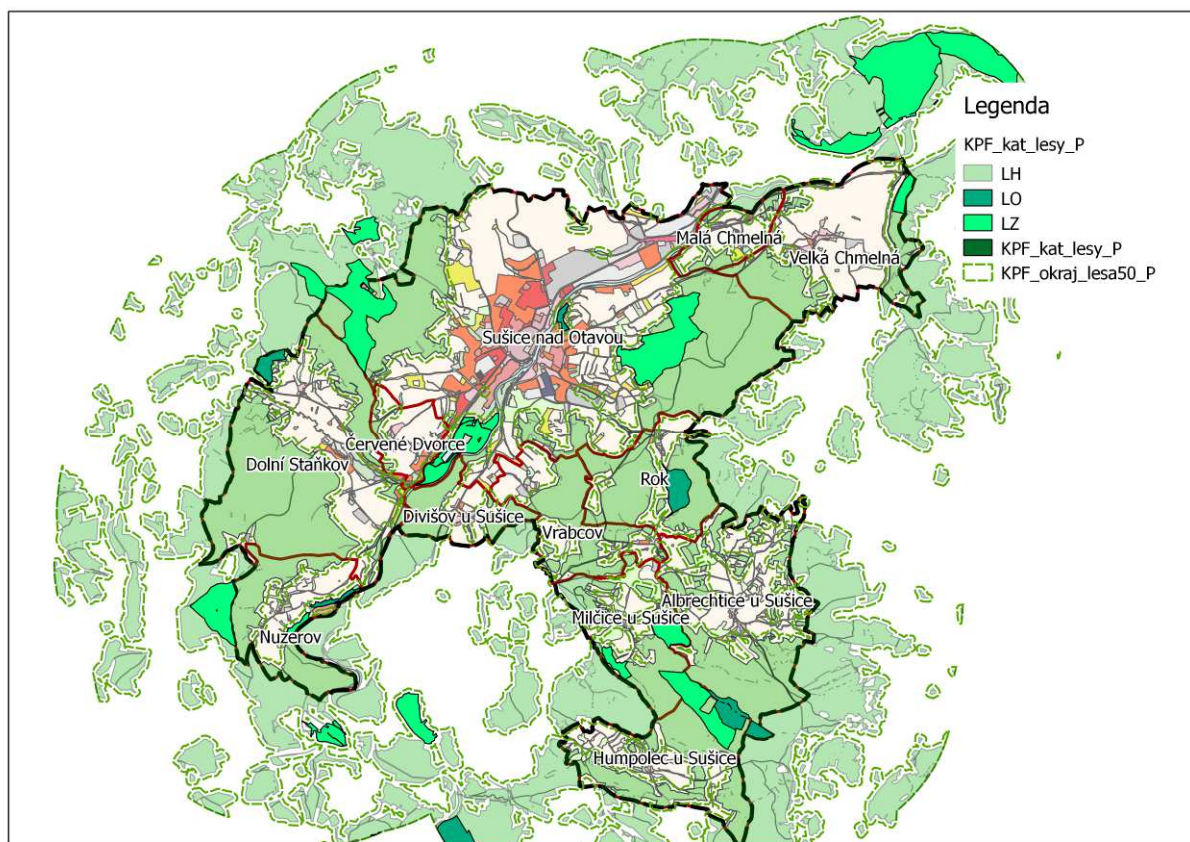 Legenda
KPF_kat_lesy_P
LH
LO
LZ
KPF_kat_lesy_P
KPF_okraj_lesa50_P
Malá Chmelná
Velká Chmelná
Sušice nad Otavou
Červené Dvorce
Dolní Staňkov
Rok
Divišov u Sušice
Vrabcov
Albrechtice u Sušice
Milčice u Sušice
Nuzerov
Humpolec u Sušice